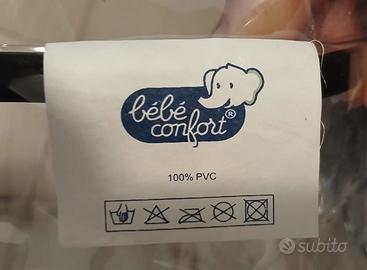 bébé
confort®
100% PVC
subito